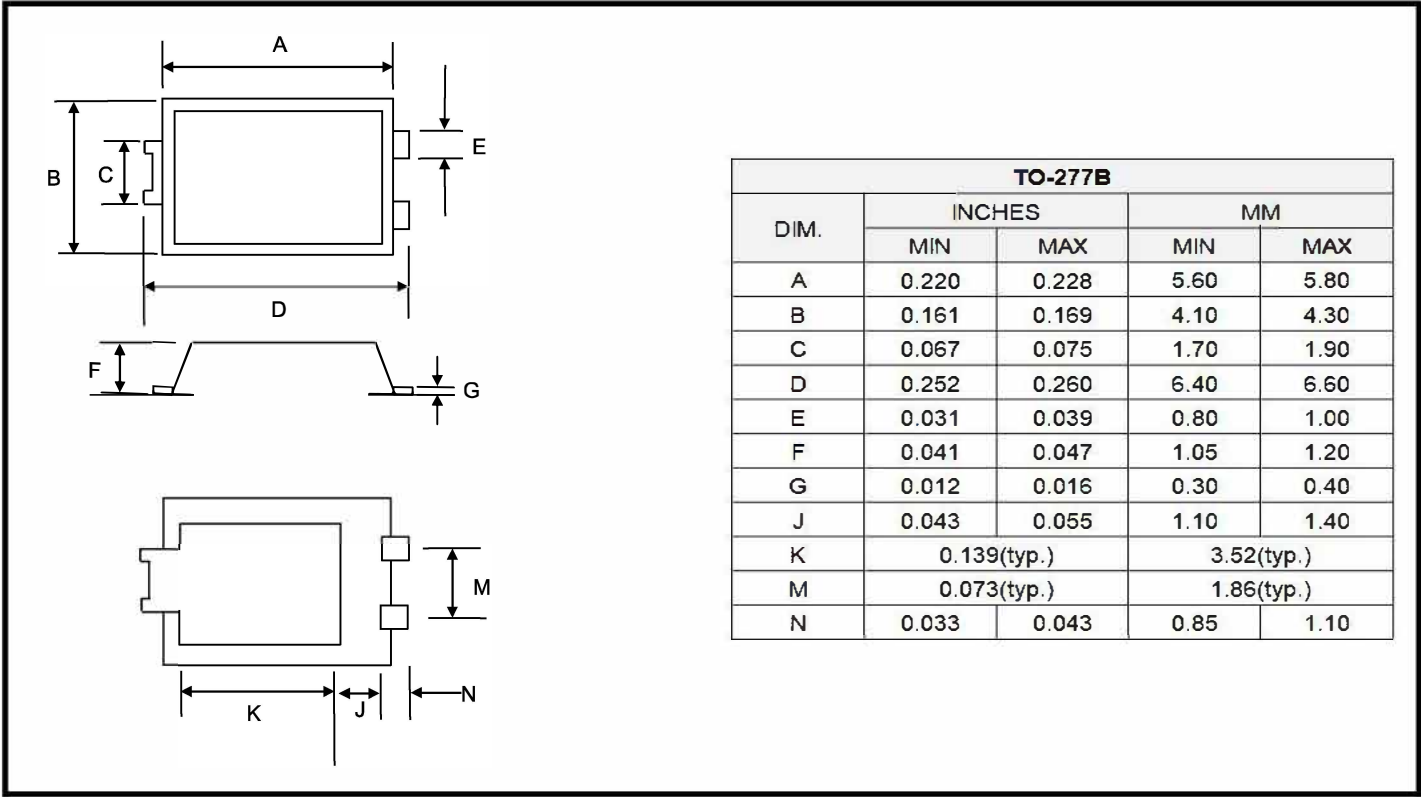 A
B
C
E
D
F
G
M
K
J
N
TO-277B
DIM. INCHES MM
MIN MAX MIN MAX
A 0.220 0.228 5.60 5.80
B 0.161 0.169 4.10 4.30
C 0.067 0.075 1.70 1.90
D 0.252 0.260 6.40 6.60
E 0.031 0.039 0.80 1.00
F 0.041 0.047 1.05 1.20
G 0.012 0.016 0.30 0.40
J 0.043 0.055 1.10 1.40
K 0.139(typ.) 3.52(typ.)
M 0.073(typ.) 1.86(typ.)
N 0.033 0.043 0.85 1.10